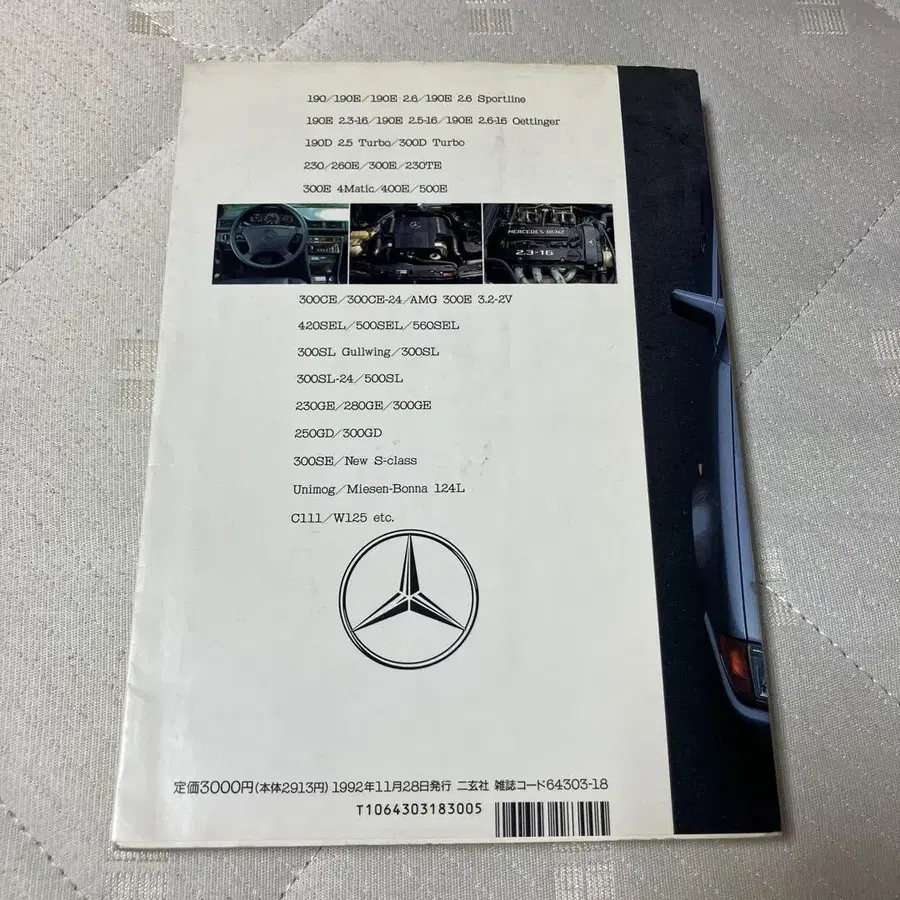 190/190E/190E 2.6/190E 2.6 Sportline
190E 2.3-16/190E 2.5-16/190E 2.6-16 Oettinger
190D 2.5 Turbo/300D Turbo
230/260E/300E/230TE
300E 4Matic/400E/500E
MERCEDES-BENZ
2.3-16
300CE/300CE-24/AMG 300E 3.2-2V
420SEL/500SEL/560SEL
300SL Gullwing/300SL
300SL-24/500SL
230GE/280GE/300GE
250GD/300GD
300SE/New S-class
Unimog/Miesen-Bonna 124L
C111/W125 etc.
定価3000円(本体2913円) 1992年11月28日発行 二玄社 雑誌コード64303-18
T1064303183005